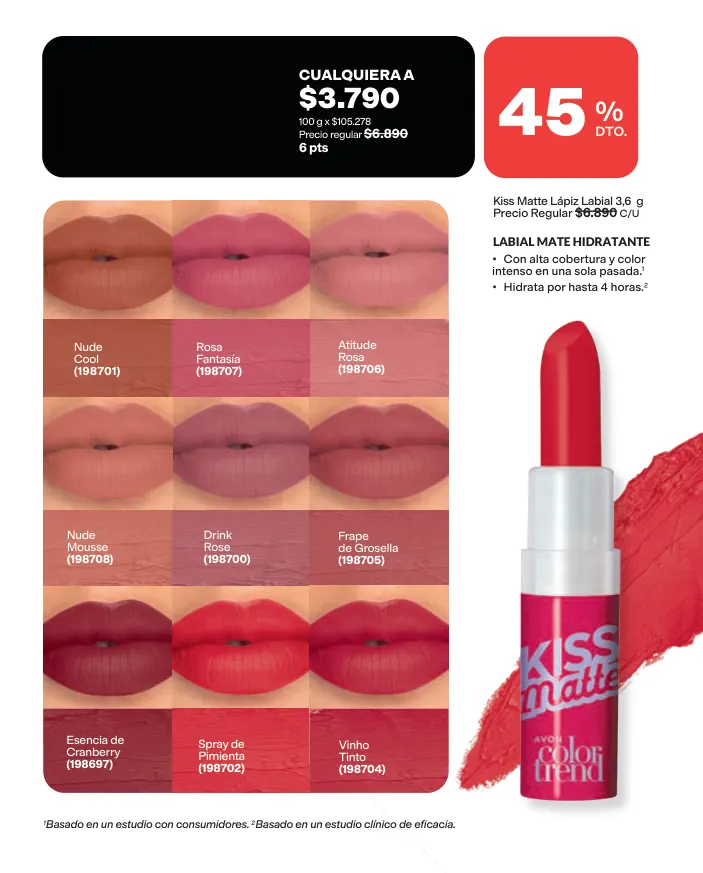 CUALQUIERA A
$3.790
100 g x $105.278
Precio regular $6.890
6 pts
45 %
DTO.
Kiss Matte Lápiz Labial 3,6 g
Precio Regular $6.890 C/U
LABIAL MATE HIDRATANTE
• Con alta cobertura y color
intenso en una sola pasada.¹
• Hidrata por hasta 4 horas.²
Nude
Cool
(198701)
Rosa
Fantasía
(198707)
Atitude
Rosa
(198706)
Nude
Mousse
(198708)
Drink
Rose
(198700)
Frape
de Grosella
(198705)
Esencia de
Cranberry
(198697)
Spray de
Pimienta
(198702)
Vinho
Tinto
(198704)
KISS
Matte
AVON
color
trend
¹Basado en un estudio con consumidores. ²Basado en un estudio clínico de eficacia.